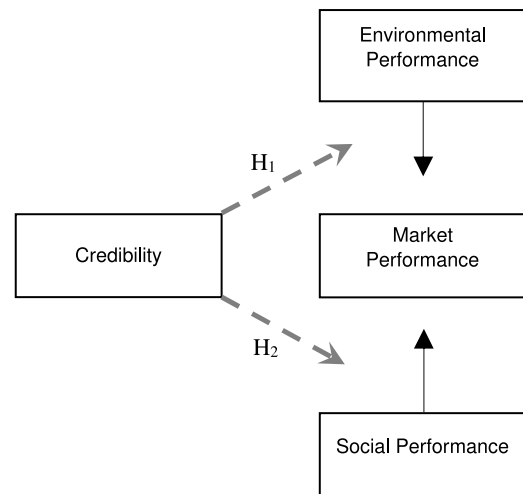 Environmental
Performance
H₁
Credibility
Market
Performance
H₂
Social Performance